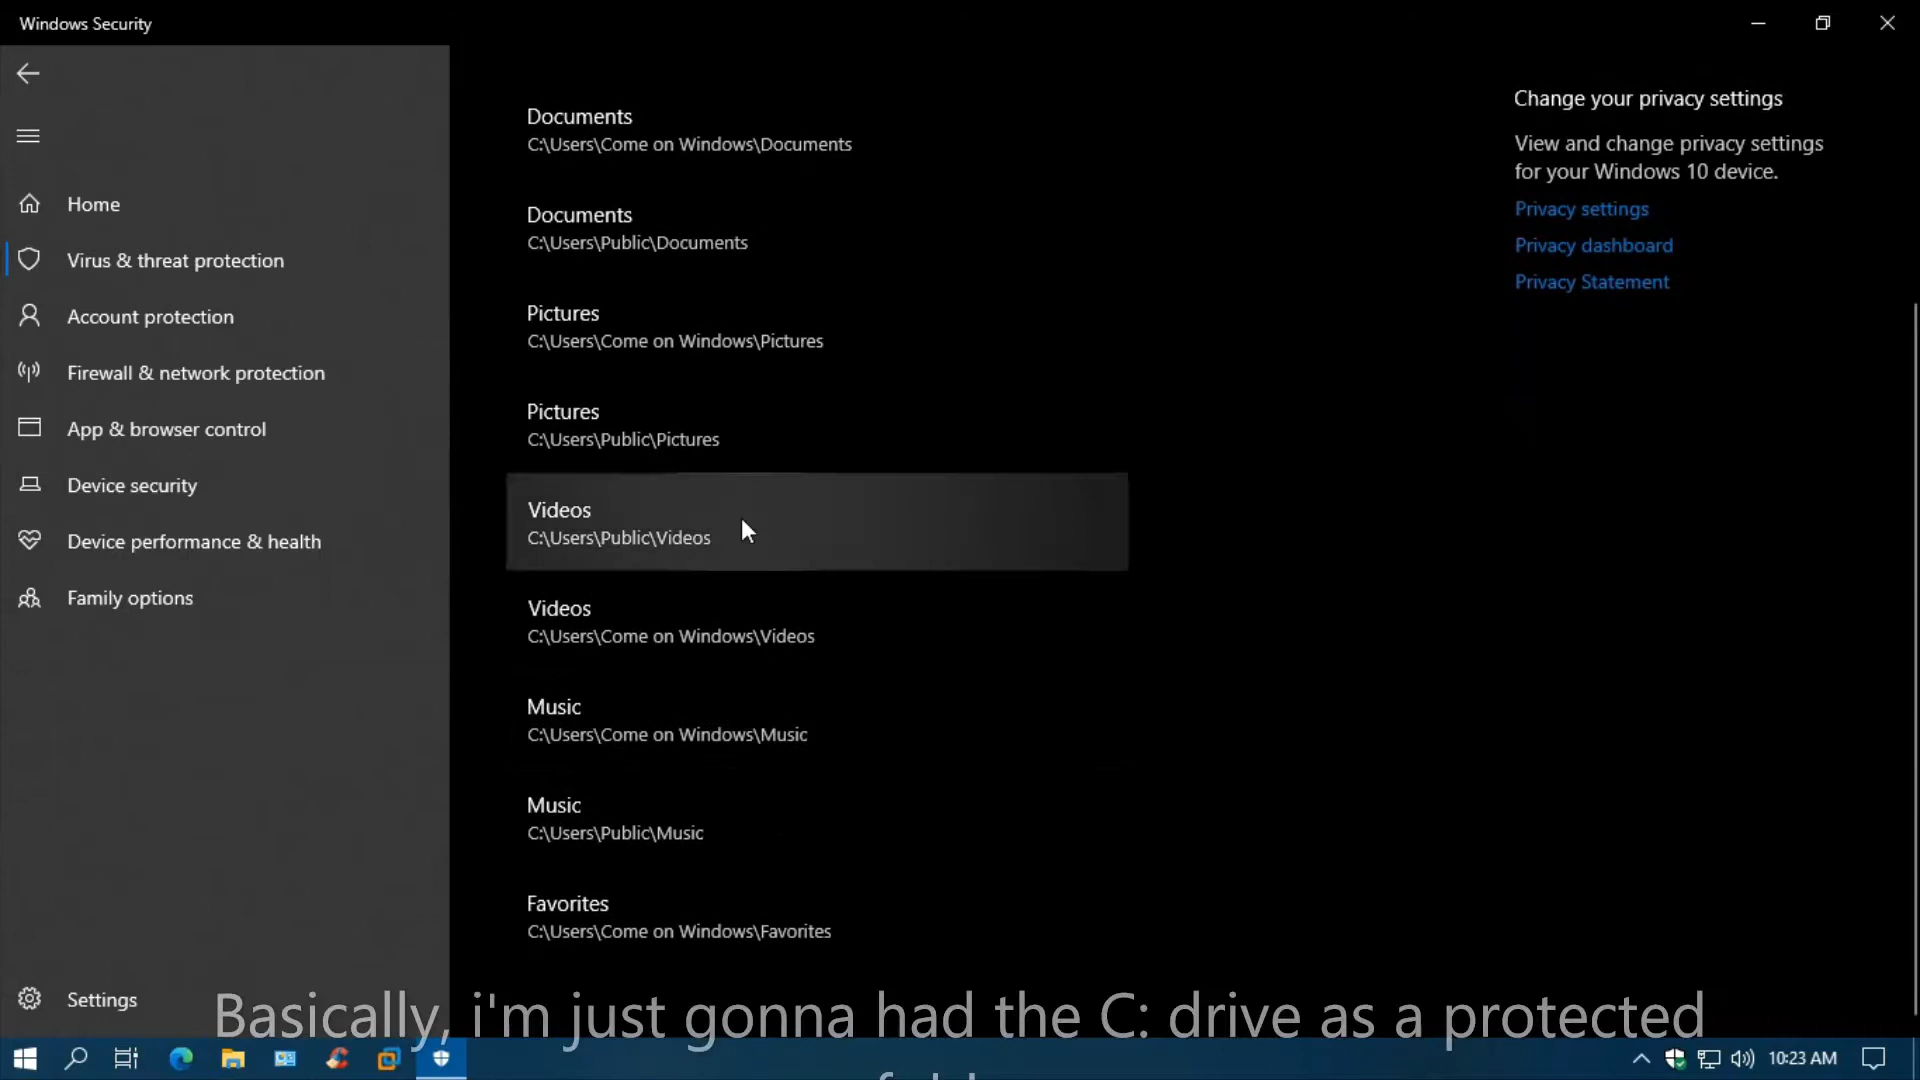 Windows Security
Home
Virus & threat protection
Account protection
Firewall & network protection
App & browser control
Device security
Device performance & health
Family options
Settings
Documents
C:\Users\Come on Windows\Documents
Documents
C:\Users\Public\Documents
Pictures
C:\Users\Come on Windows\Pictures
Pictures
C:\Users\Public\Pictures
Videos
C:\Users\Public\Videos
Videos
C:\Users\Come on Windows\Videos
Music
C:\Users\Come on Windows\Music
Music
C:\Users\Public\Music
Favorites
C:\Users\Come on Windows\Favorites
Change your privacy settings
View and change privacy settings
for your Windows 10 device.
Privacy settings
Privacy dashboard
Privacy Statement
Basically, i'm just gonna had the C: drive as a protected
10:23 AM